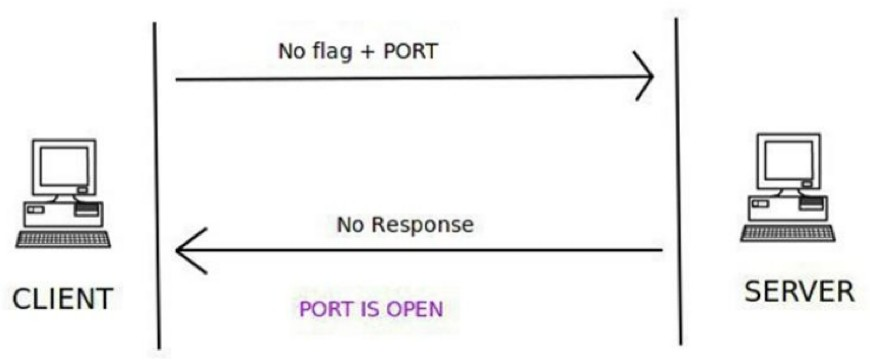 No flag + PORT
No Response
CLIENT
SERVER
PORT IS OPEN